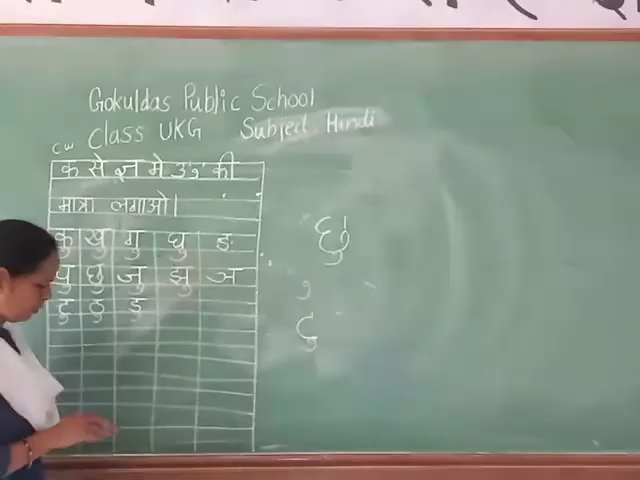 Gokuldas Public School
CW Class UKG Subject Hindi
क से ज्ञ मे उ ु की
मात्रा लगाओ।
कु खु गु घु ङ
चु छु जु झु ञ
टु ठु डु
छु
ु
टु